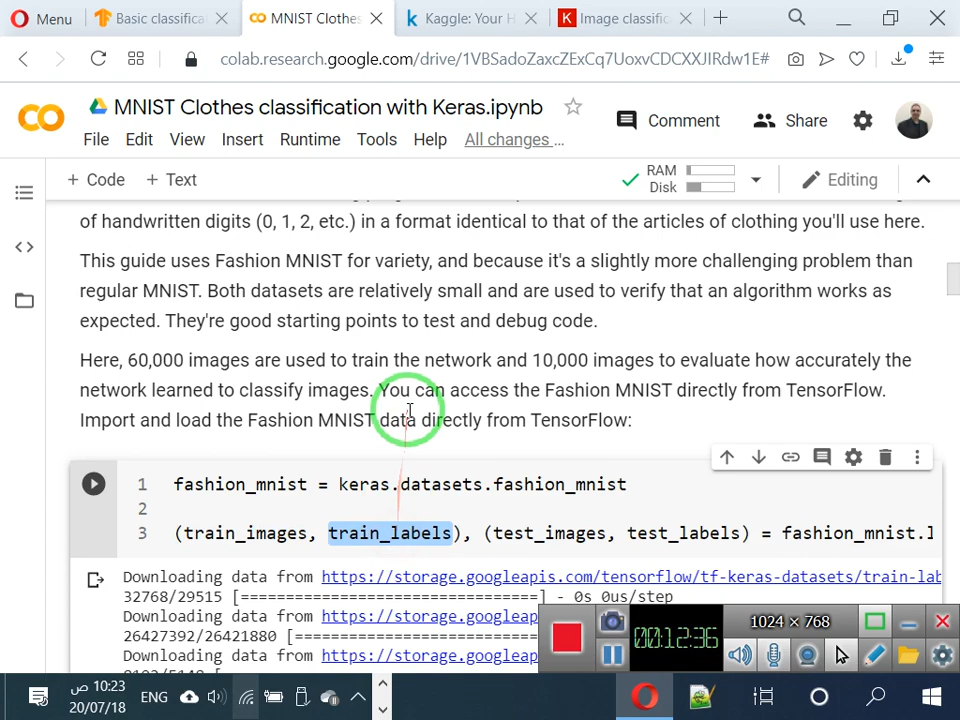 Menu
Basic classifica
MNIST Clothes
Kaggle: Your H
Image classific
colab.research.google.com/drive/1VBSadoZaxcZExCq7UoxvCDCXXJIRdwy1E#
MNIST Clothes classification with Keras.ipynb
Comment
Share
File Edit View Insert Runtime Tools Help All changes …
+ Code + Text
RAM
Disk
Editing
of handwritten digits (0, 1, 2, etc.) in a format identical to that of the articles of clothing you'll use here.
This guide uses Fashion MNIST for variety, and because it's a slightly more challenging problem than
regular MNIST. Both datasets are relatively small and are used to verify that an algorithm works as
expected. They're good starting points to test and debug code.
Here, 60,000 images are used to train the network and 10,000 images to evaluate how accurately the
network learned to classify images. You can access the Fashion MNIST directly from TensorFlow.
Import and load the Fashion MNIST data directly from TensorFlow:
1 fashion_mnist = keras.datasets.fashion_mnist
2
3 (train_images, train_labels), (test_images, test_labels) = fashion_mnist.l
Downloading data from https://storage.googleapis.com/tensorflow/tf-keras-datasets/train-lab
32768/29515 [==============================] - 0s 0us/step
Downloading data from https://storage.googleap
26427392/26421880 [==============
Downloading data from https://storage.googleap
00:12:36
1024 × 768
10:23 ص
20/07/18
ENG